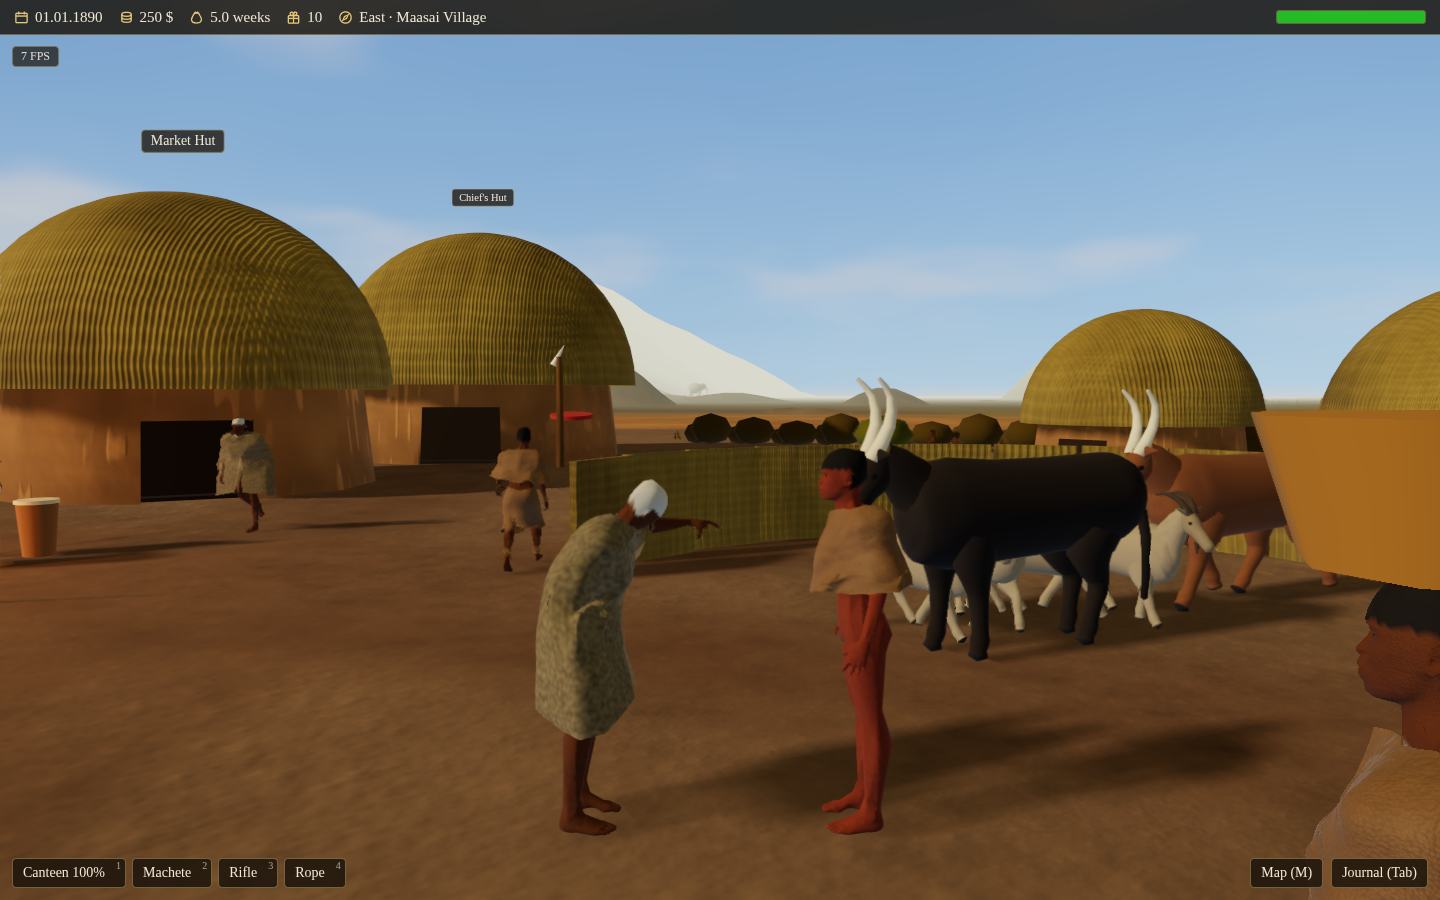 01.01.1890 250 $ 5.0 weeks 10 East · Maasai Village
7 FPS
Market Hut
Chief's Hut
Canteen 100% 1 Machete 2 Rifle 3 Rope 4 Map (M) Journal (Tab)